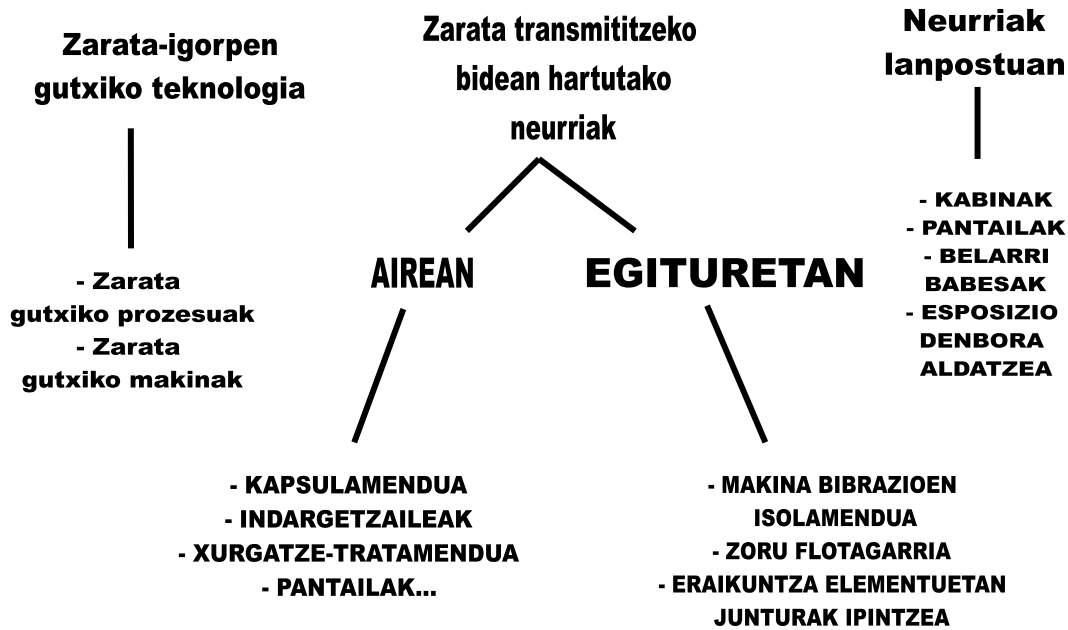 Zarata-igorpen
gutxiko teknologia
- Zarata
gutxiko prozesuak
- Zarata
gutxiko makinak
Zarata transmititzeko
bidean hartutako
neurriak
AIREAN
- KAPSULAMENDUA
- INDARGETZAILEAK
- XURGATZE-TRATAMENDUA
- PANTAILAK...
EGITURETAN
- MAKINA BIBRAZIOEN
ISOLAMENDUA
- ZORU FLOTAGARRIA
- ERAIKUNTZA ELEMENTUETAN
JUNTURAK IPINTZEA
Neurriak
lanpostuan
- KABINAK
- PANTAILAK
- BELARRI
BABESAK
- ESPOSIZIO
DENBORA
ALDATZEA